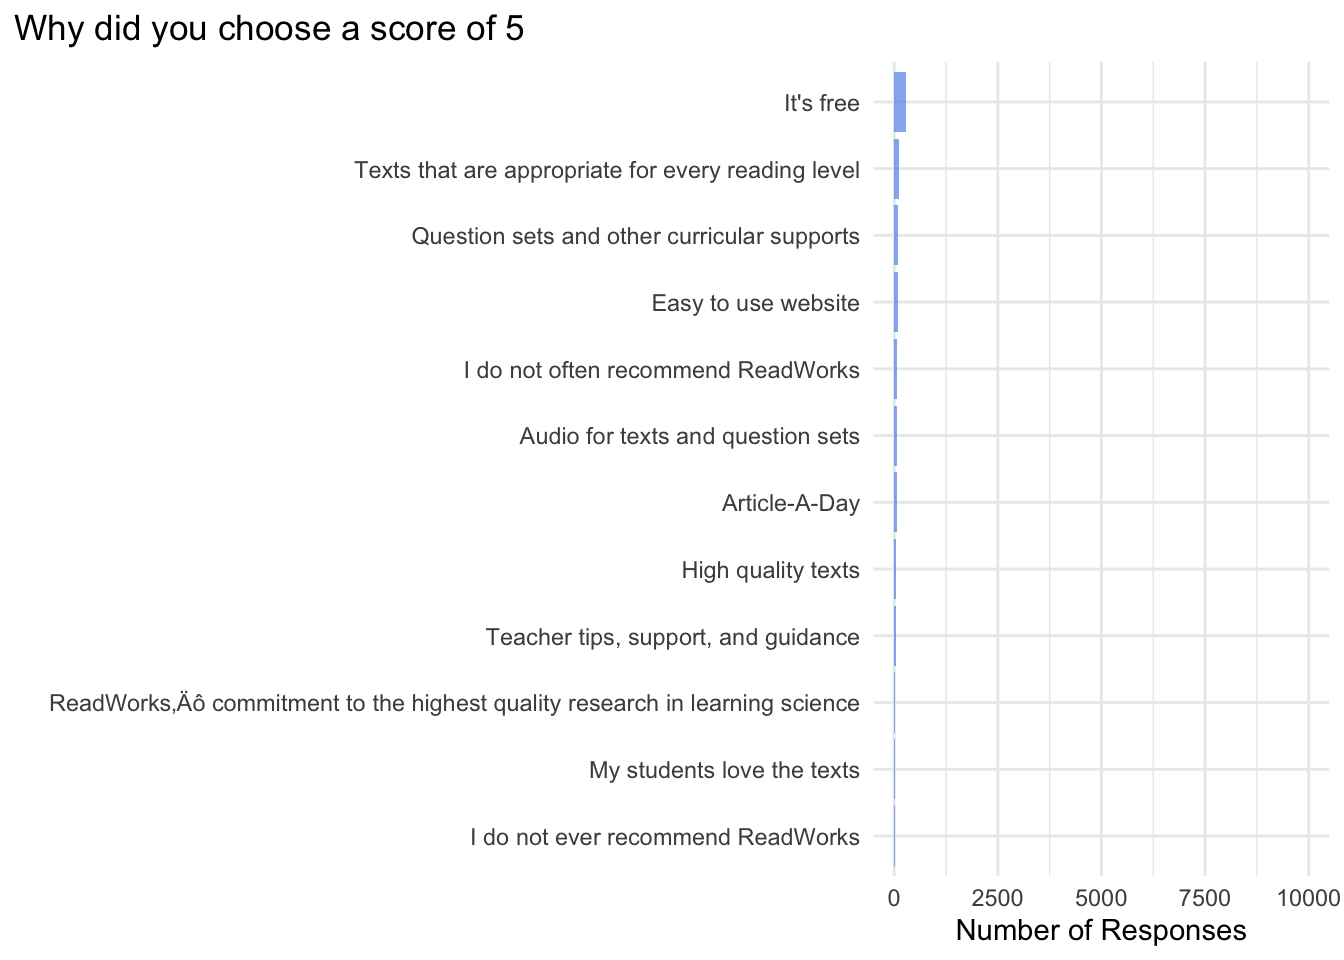 Why did you choose a score of 5
It's free
Texts that are appropriate for every reading level
Question sets and other curricular supports
Easy to use website
I do not often recommend ReadWorks
Audio for texts and question sets
Article-A-Day
High quality texts
Teacher tips, support, and guidance
ReadWorks‚Äô commitment to the highest quality research in learning science
My students love the texts
I do not ever recommend ReadWorks
0 2500 5000 7500 10000
Number of Responses